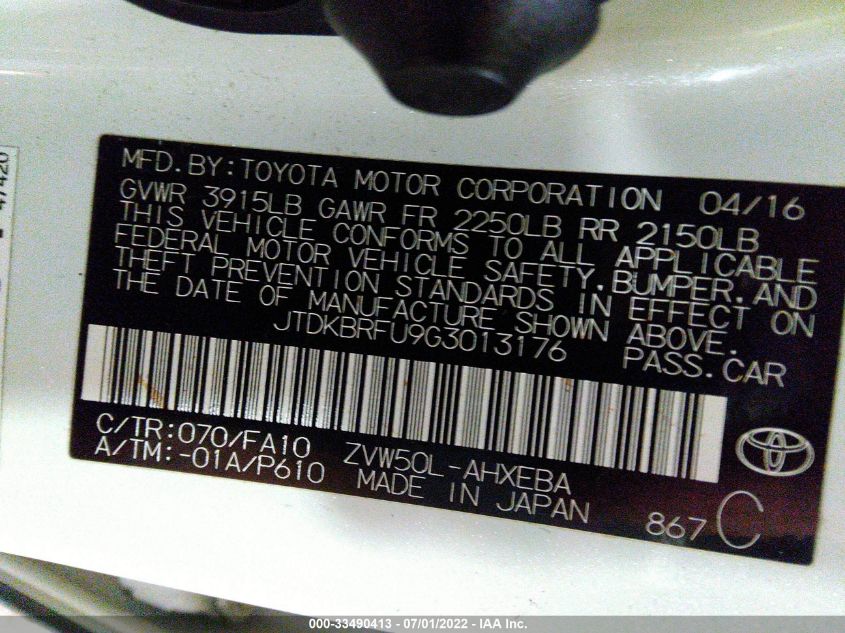 47420
MFD.BY:TOYOTA MOTOR CORPORATION 04/16
GVWR 3915LB GAWR FR 2250LB RR 2150LB
THIS VEHICLE CONFORMS TO ALL APPLICABLE
FEDERAL MOTOR VEHICLE SAFETY,BUMPER,AND
THEFT PREVENTION STANDARDS IN EFFECT ON
THE DATE OF MANUFACTURE SHOWN ABOVE.
JTDKBRFU9G3013176 PASS.CAR
C/TR:070/FA10 ZVW50L-AHXEBA
A/TM:-01A/P610 MADE IN JAPAN 867 C
000-33490413 - 07/01/2022 - IAA Inc.